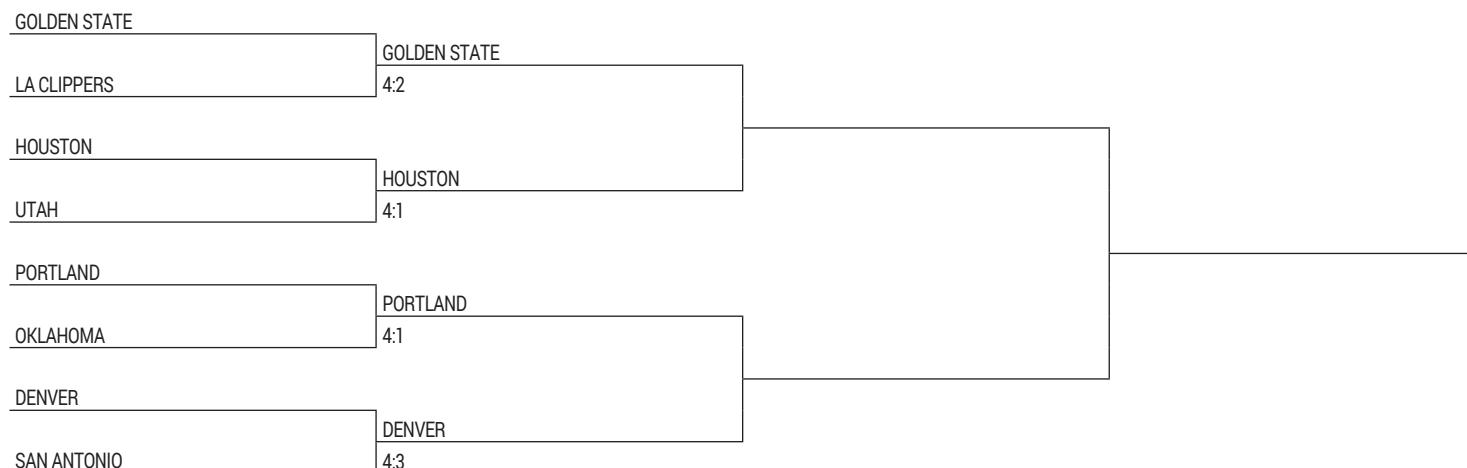 GOLDEN STATE
GOLDEN STATE
LA CLIPPERS
4:2
HOUSTON
HOUSTON
UTAH
4:1
PORTLAND
PORTLAND
OKLAHOMA
4:1
DENVER
DENVER
SAN ANTONIO
4:3